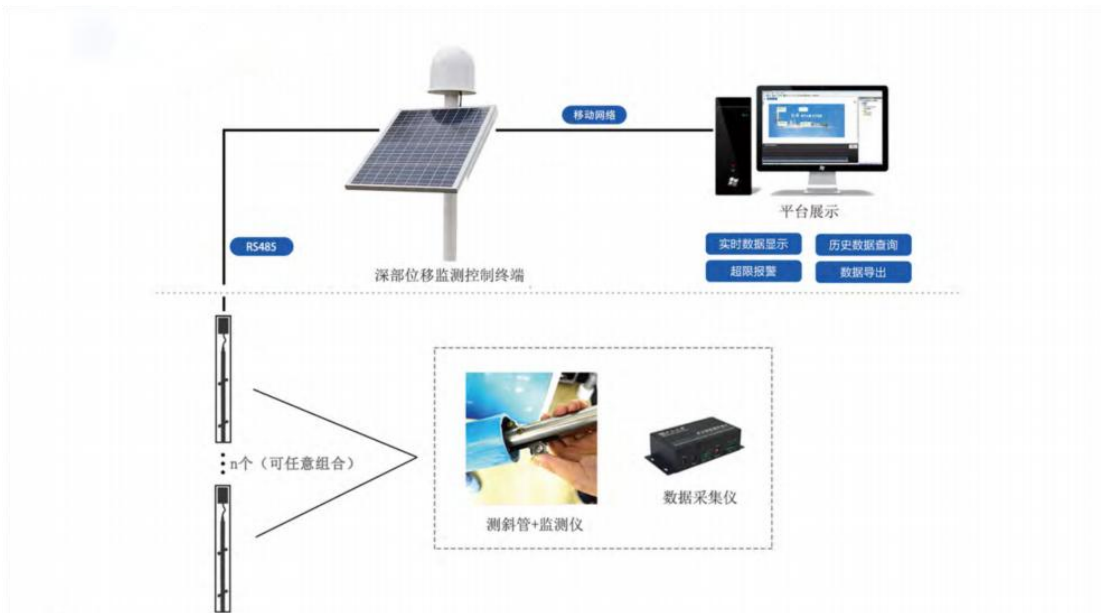 移动网络
平台展示
RS485
实时数据显示
历史数据查询
超限报警
数据导出
深部位移监测控制终端
n个（可任意组合）
数据采集仪
测斜管+监测仪